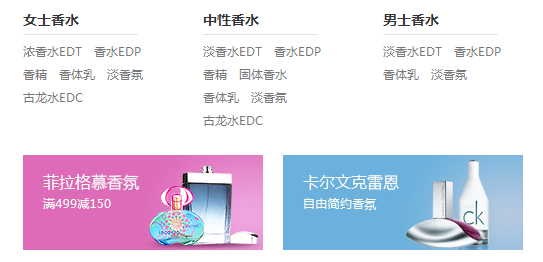 女士香水
浓香水EDT 香水EDP
香精 香体乳 淡香氛
古龙水EDC
中性香水
淡香水EDT 香水EDP
香精 固体香水
香体乳 淡香氛
古龙水EDC
男士香水
淡香水EDT 香水EDP
香体乳 淡香氛
菲拉格慕香氛
满499减150
卡尔文克雷恩
自由简约香氛
ck